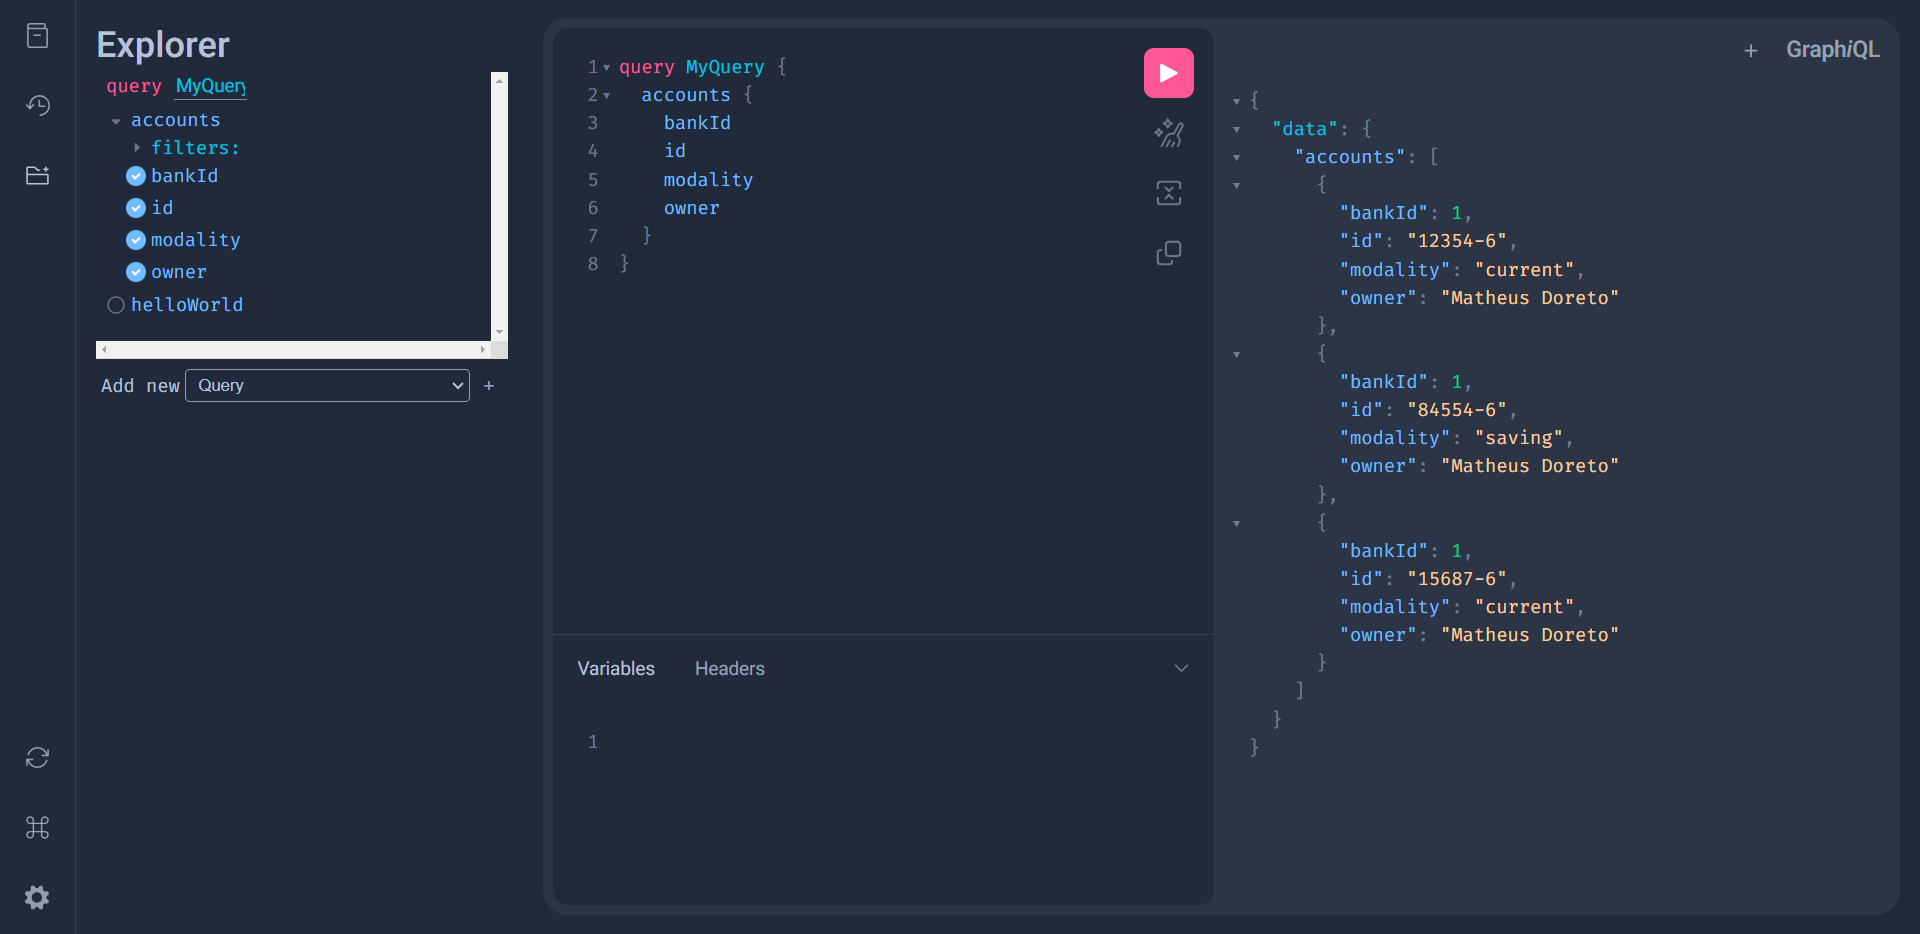 Explorer
query MyQuery
accounts
filters:
bankId
id
modality
owner
helloWorld
Add new Query +
1 query MyQuery {
2 accounts {
3 bankId
4 id
5 modality
6 owner
7 }
8 }
Variables Headers
1
+ GraphiQL
{
"data": {
"accounts": [
{
"bankId": 1,
"id": "12354-6",
"modality": "current",
"owner": "Matheus Doreto"
},
{
"bankId": 1,
"id": "84554-6",
"modality": "saving",
"owner": "Matheus Doreto"
},
{
"bankId": 1,
"id": "15687-6",
"modality": "current",
"owner": "Matheus Doreto"
}
]
}
}